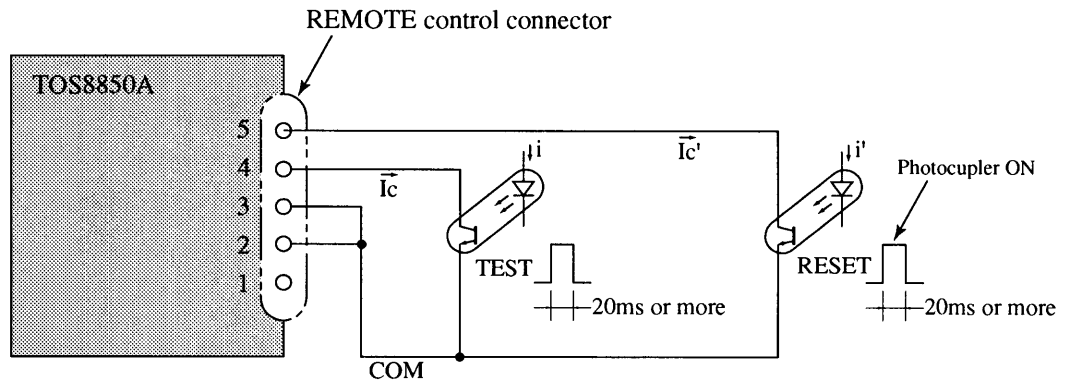 REMOTE control connector
TOS8850A
5
4
3
2
1
Ic
Ic'
i
i'
Photocupler ON
TEST
RESET
20ms or more
20ms or more
COM